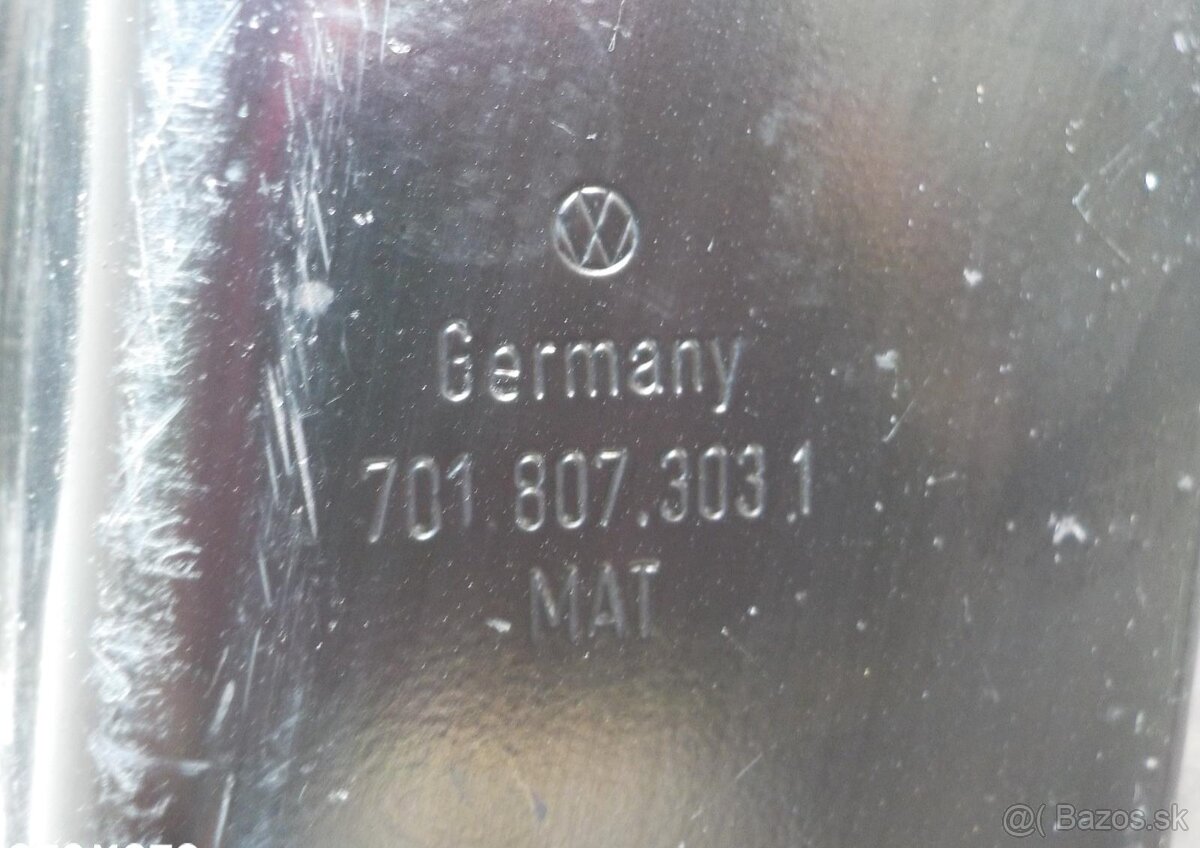 Germany
701.807.303.1
MAT
@( Bazos.sk